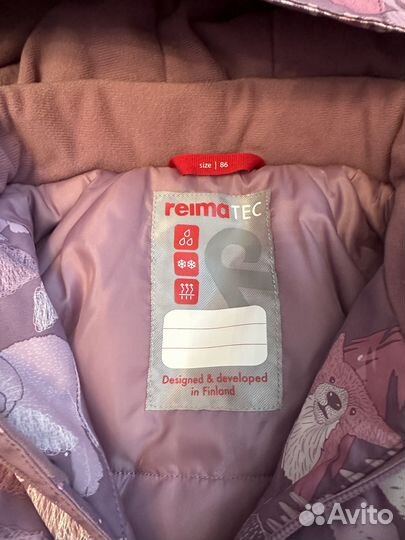 size | 86
reimaTEC
Designed & developed
in Finland
Avito